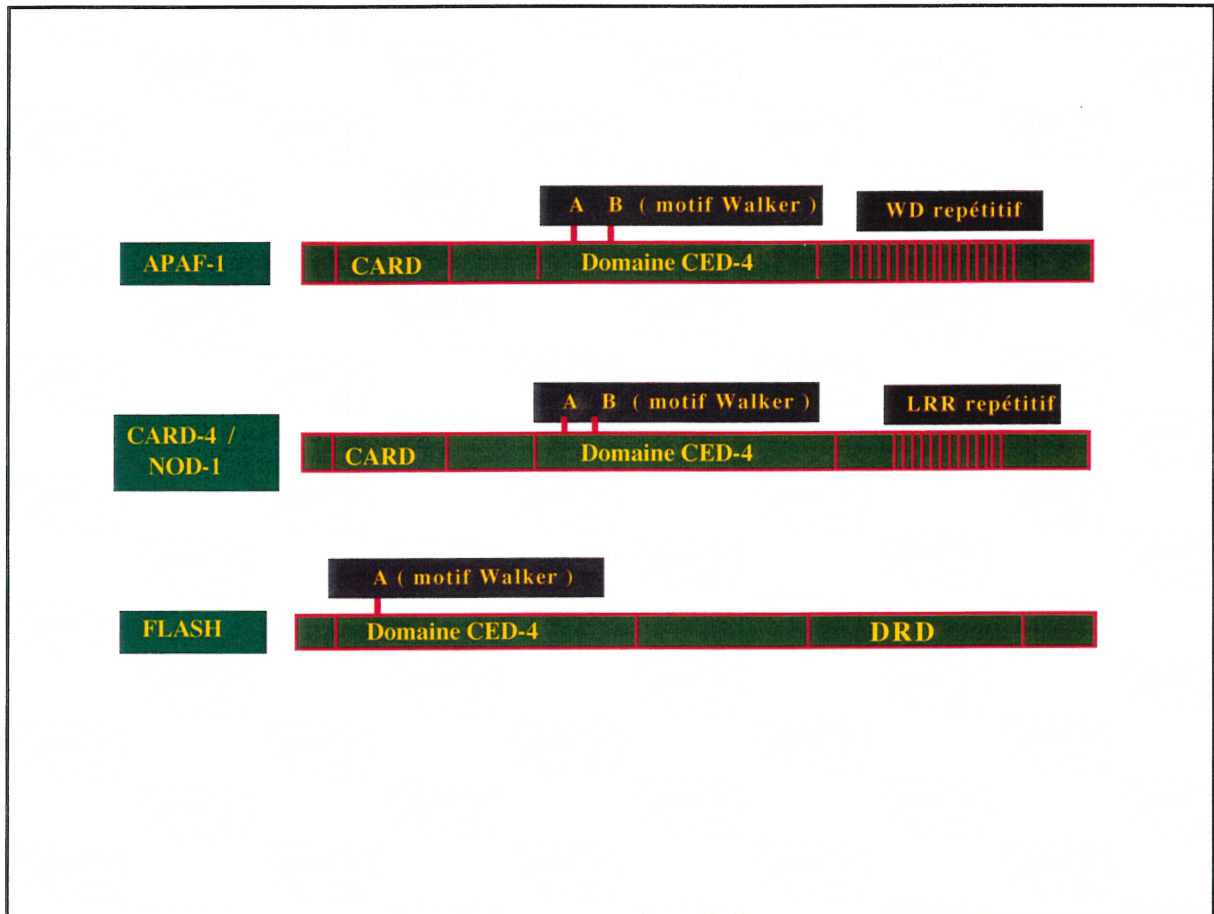 A B ( motif Walker )
WD repétitif
APAF-1
CARD
Domaine CED-4
A B ( motif Walker )
LRR repétitif
CARD-4 /
NOD-1
CARD
Domaine CED-4
A ( motif Walker )
FLASH
Domaine CED-4
DRD